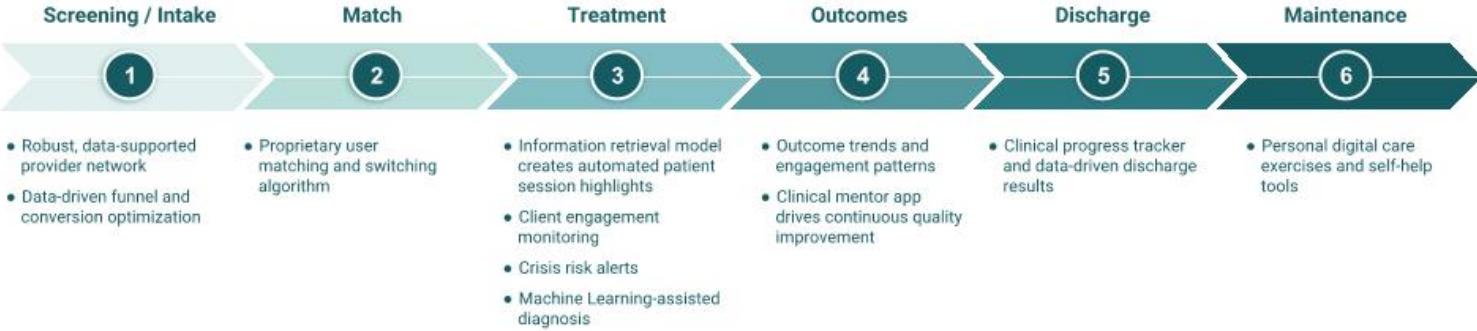 Screening / Intake
Match
Treatment
Outcomes
Discharge
Maintenance
1
2
3
4
5
6
• Robust, data-supported
provider network
• Data-driven funnel and
conversion optimization
• Proprietary user
matching and switching
algorithm
• Information retrieval model
creates automated patient
session highlights
• Client engagement
monitoring
• Crisis risk alerts
• Machine Learning-assisted
diagnosis
• Outcome trends and
engagement patterns
• Clinical mentor app
drives continuous quality
improvement
• Clinical progress tracker
and data-driven discharge
results
• Personal digital care
exercises and self-help
tools